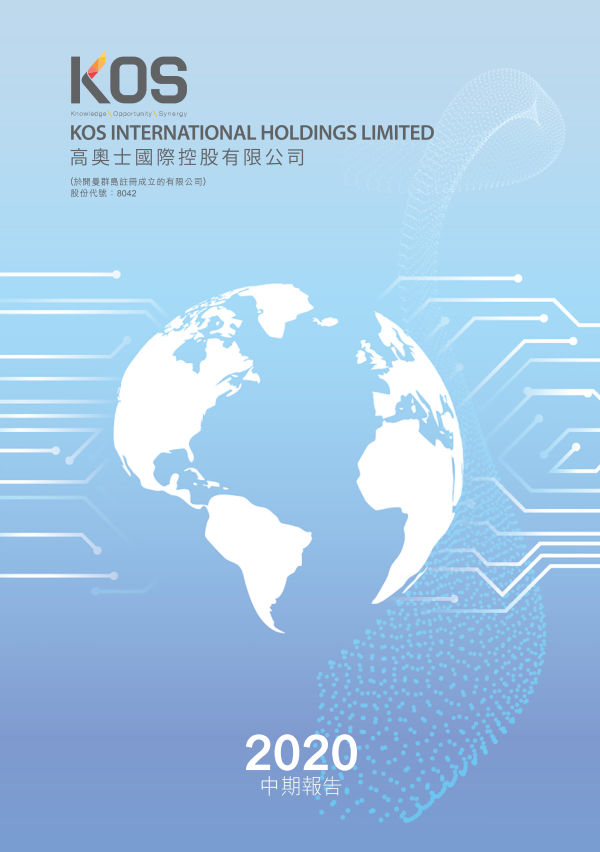 KOS
Knowledge\Opportunity\Synergy
KOS INTERNATIONAL HOLDINGS LIMITED
高奧士國際控股有限公司
(於開曼群島註冊成立的有限公司)
股份代號：8042
2020
中期報告